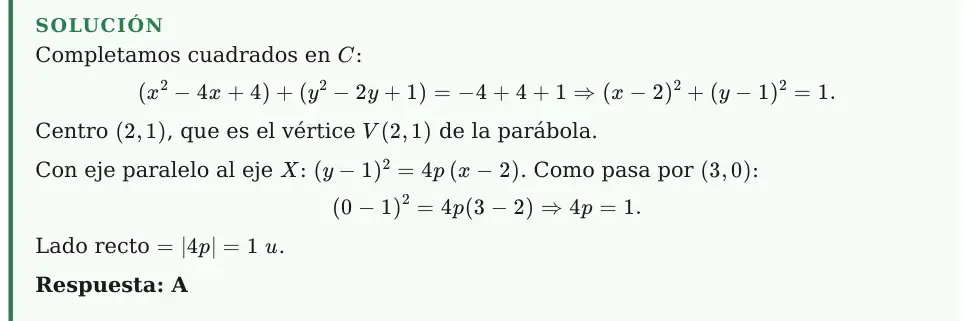 SOLUCIÓN
Completamos cuadrados en C:
(x² − 4x + 4) + (y² − 2y + 1) = −4 + 4 + 1 ⇒ (x − 2)² + (y − 1)² = 1.
Centro (2, 1), que es el vértice V(2, 1) de la parábola.
Con eje paralelo al eje X: (y − 1)² = 4p (x − 2). Como pasa por (3, 0):
(0 − 1)² = 4p(3 − 2) ⇒ 4p = 1.
Lado recto = |4p| = 1 u.
Respuesta: A